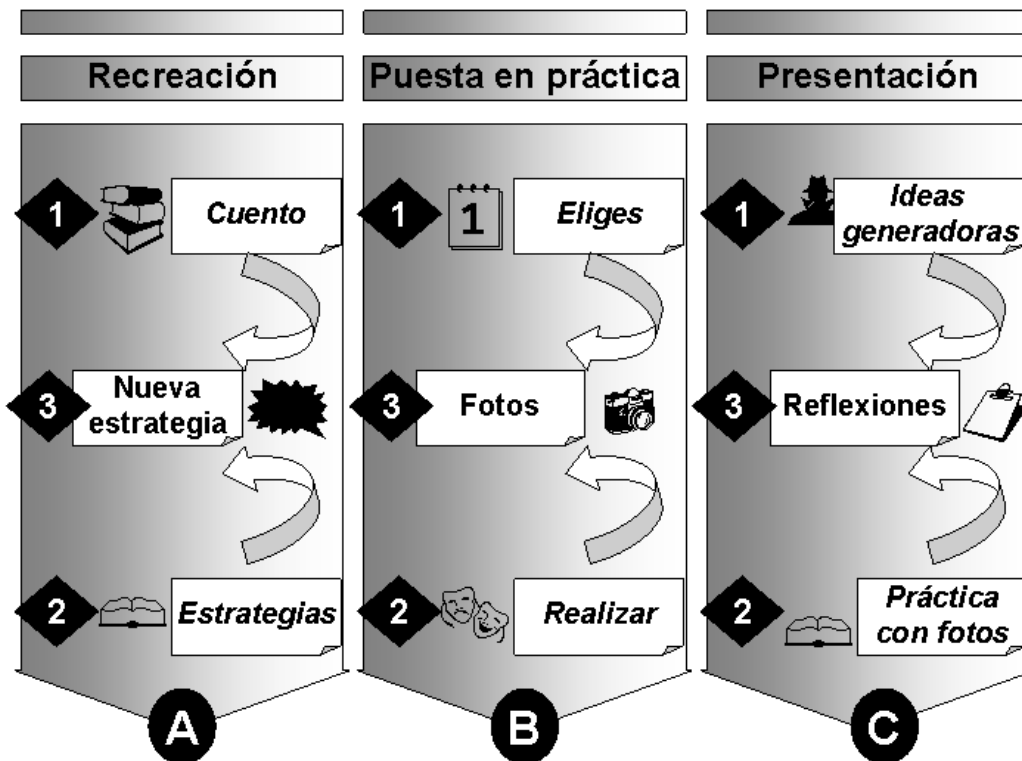 Recreación
Puesta en práctica
Presentación
1
Cuento
3
Nueva
estrategia
2
Estrategias
A
1
1
Eliges
3
Fotos
2
Realizar
B
1
Ideas
generadoras
3
Reflexiones
2
Práctica
con fotos
C